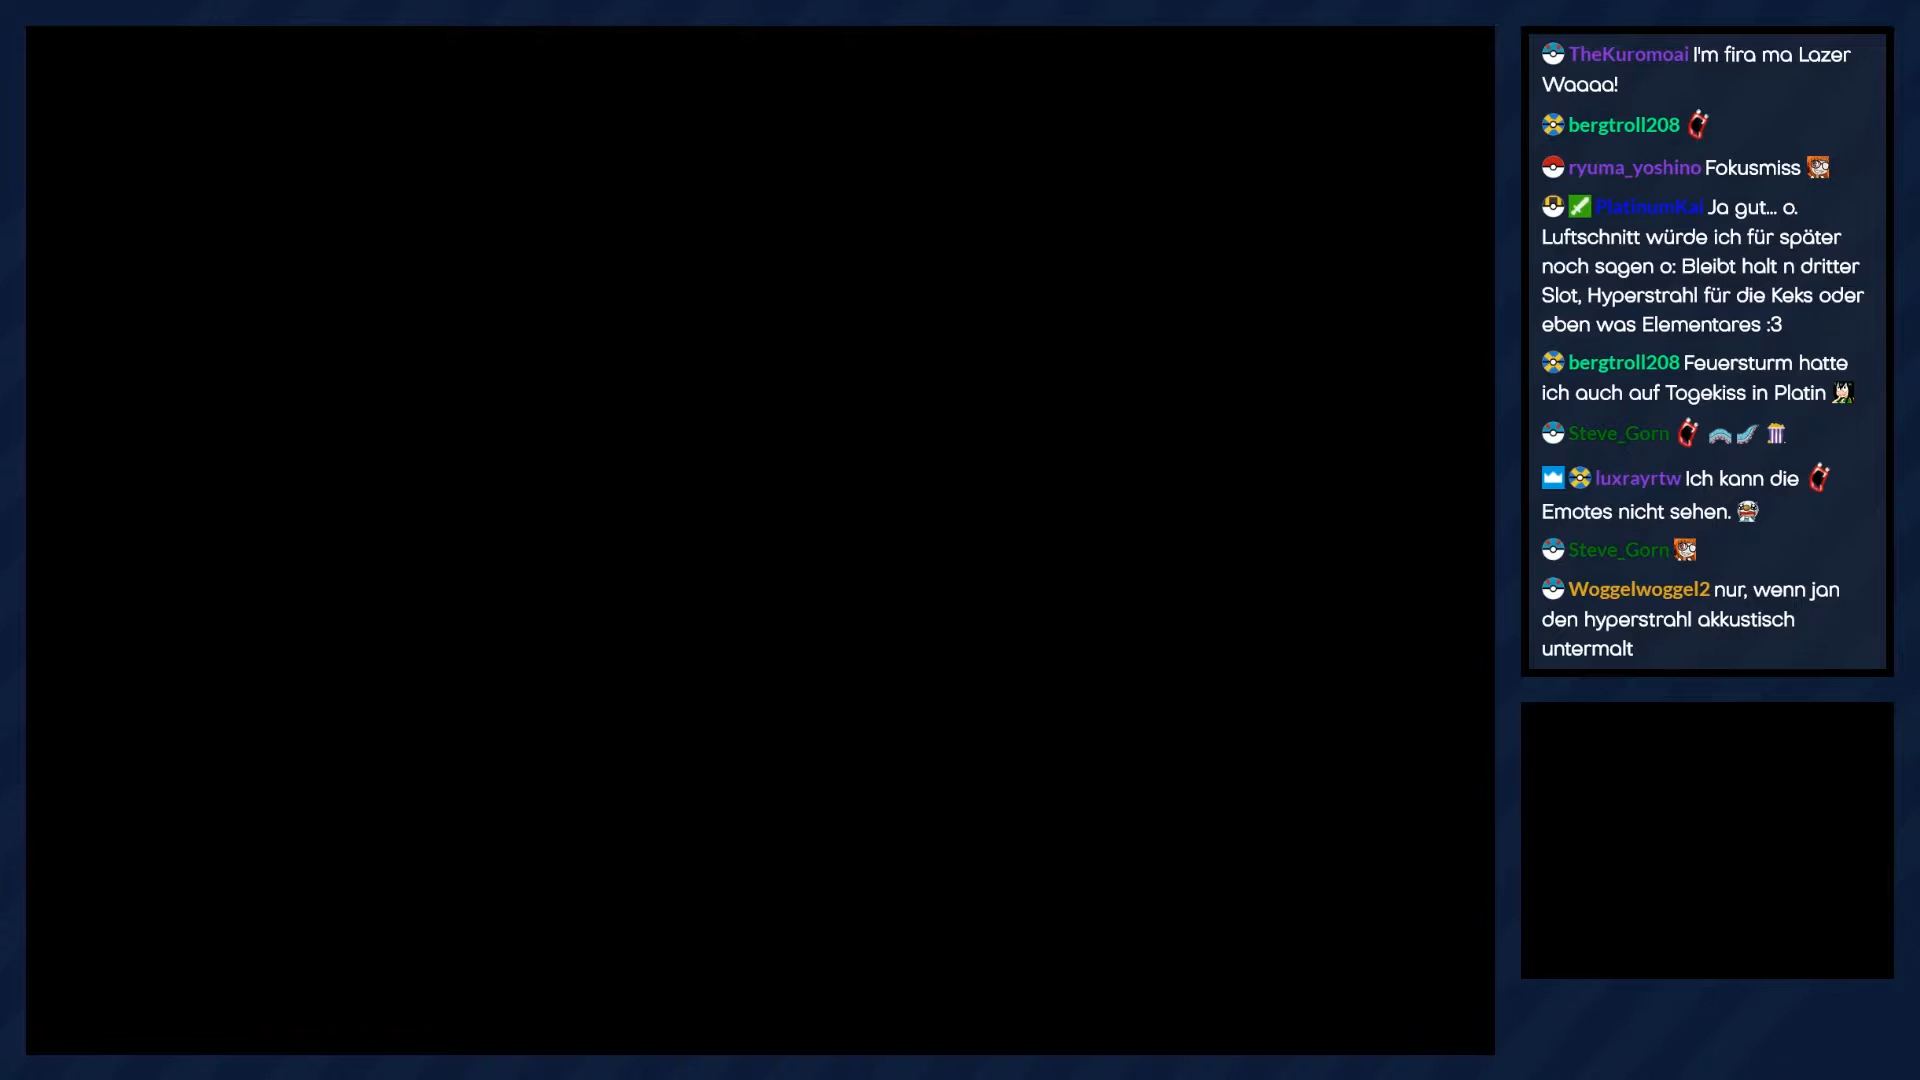 TheKuromoai I'm fira ma Lazer
Waaaa!
bergtroll208
ryuma_yoshino Fokusmiss
PlatinumKai Ja gut... o.
Luftschnitt würde ich für später
noch sagen o: Bleibt halt n dritter
Slot, Hyperstrahl für die Keks oder
eben was Elementares :3
bergtroll208 Feuersturm hatte
ich auch auf Togekiss in Platin
Steve_Gorn
luxrayrtw Ich kann die
Emotes nicht sehen.
Steve_Gorn
Woggelwoggel2 nur, wenn jan
den hyperstrahl akkustisch
untermalt